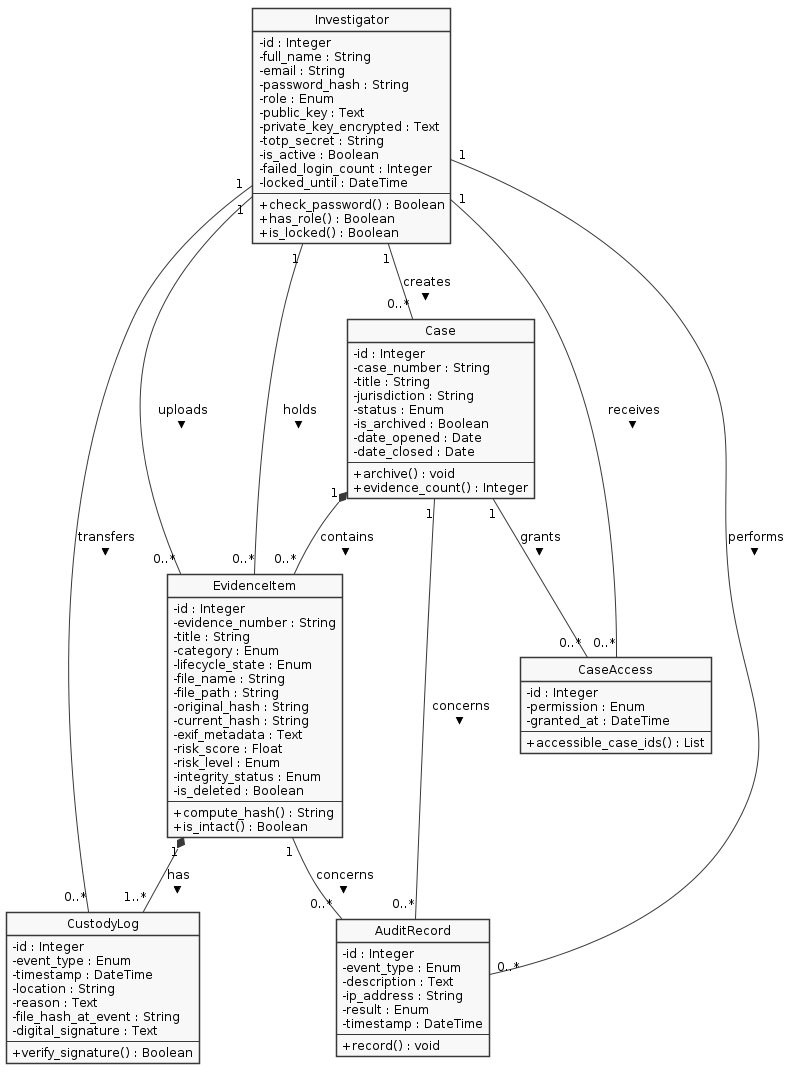 Investigator
-id : Integer
-full_name : String
-email : String
-password_hash : String
-role : Enum
-public_key : Text
-private_key_encrypted : Text
-totp_secret : String
-is_active : Boolean
-failed_login_count : Integer
-locked_until : DateTime
+check_password() : Boolean
+has_role() : Boolean
+is_locked() : Boolean
1
1
1
1
1
1
creates
▼
0..*
Case
-id : Integer
-case_number : String
-title : String
-jurisdiction : String
-status : Enum
-is_archived : Boolean
-date_opened : Date
-date_closed : Date
+archive() : void
+evidence_count() : Integer
uploads
▼
holds
▼
receives
▼
1
1
1
transfers
▼
contains
▼
grants
▼
performs
▼
0..*
0..*
0..*
EvidenceItem
-id : Integer
-evidence_number : String
-title : String
-category : Enum
-lifecycle_state : Enum
-file_name : String
-file_path : String
-original_hash : String
-current_hash : String
-exif_metadata : Text
-risk_score : Float
-risk_level : Enum
-integrity_status : Enum
-is_deleted : Boolean
+compute_hash() : String
+is_intact() : Boolean
0..*
0..*
CaseAccess
-id : Integer
-permission : Enum
-granted_at : DateTime
+accessible_case_ids() : List
concerns
▼
1
1
has
▼
concerns
▼
0..*
1..*
0..*
0..*
CustodyLog
-id : Integer
-event_type : Enum
-timestamp : DateTime
-location : String
-reason : Text
-file_hash_at_event : String
-digital_signature : Text
+verify_signature() : Boolean
AuditRecord
-id : Integer
-event_type : Enum
-description : Text
-ip_address : String
-result : Enum
-timestamp : DateTime
+record() : void
0..*